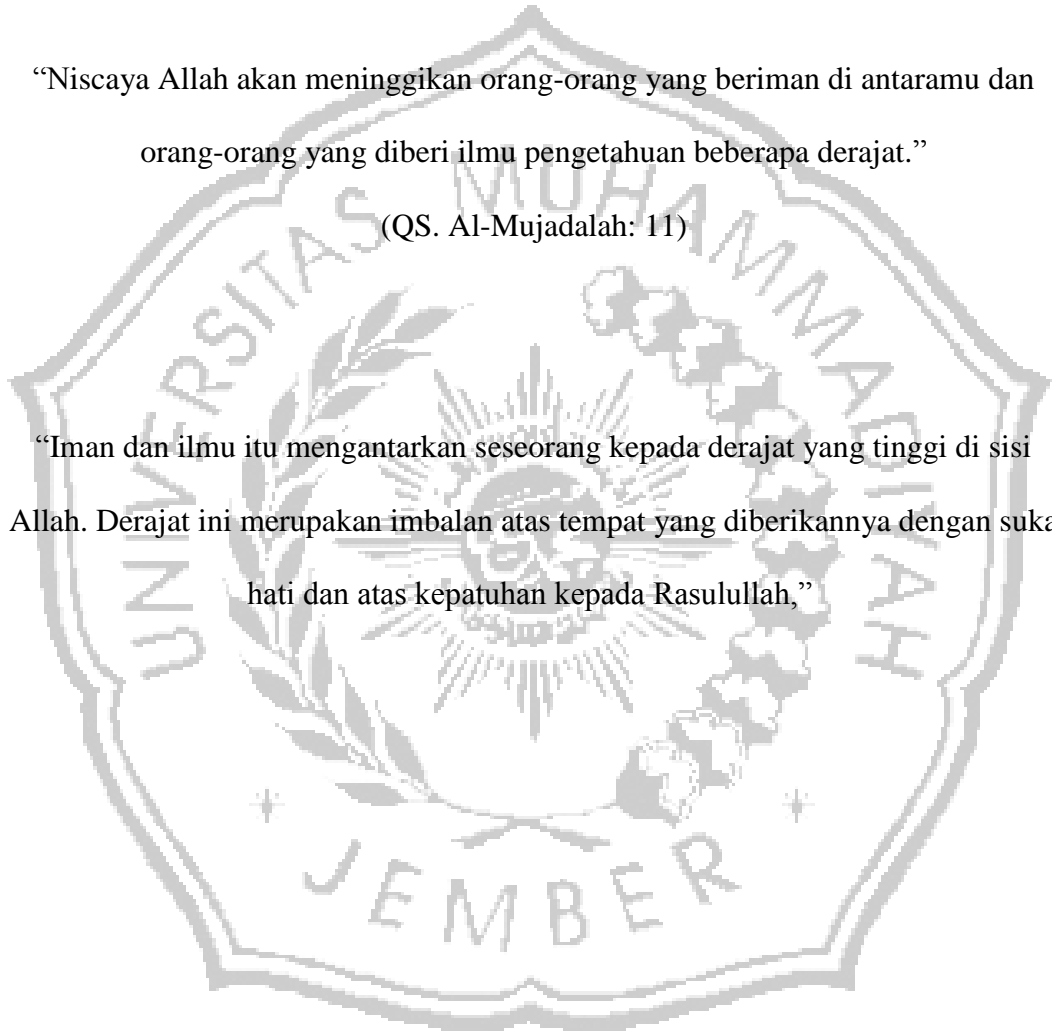 “Niscaya Allah akan meninggikan orang-orang yang beriman di antaramu dan
orang-orang yang diberi ilmu pengetahuan beberapa derajat.”
(QS. Al-Mujadalah: 11)
“Iman dan ilmu itu mengantarkan seseorang kepada derajat yang tinggi di sisi
Allah. Derajat ini merupakan imbalan atas tempat yang diberikannya dengan suka
hati dan atas kepatuhan kepada Rasulullah,”
UNIVERSITAS MUHAMMADIYAH
JEMBER